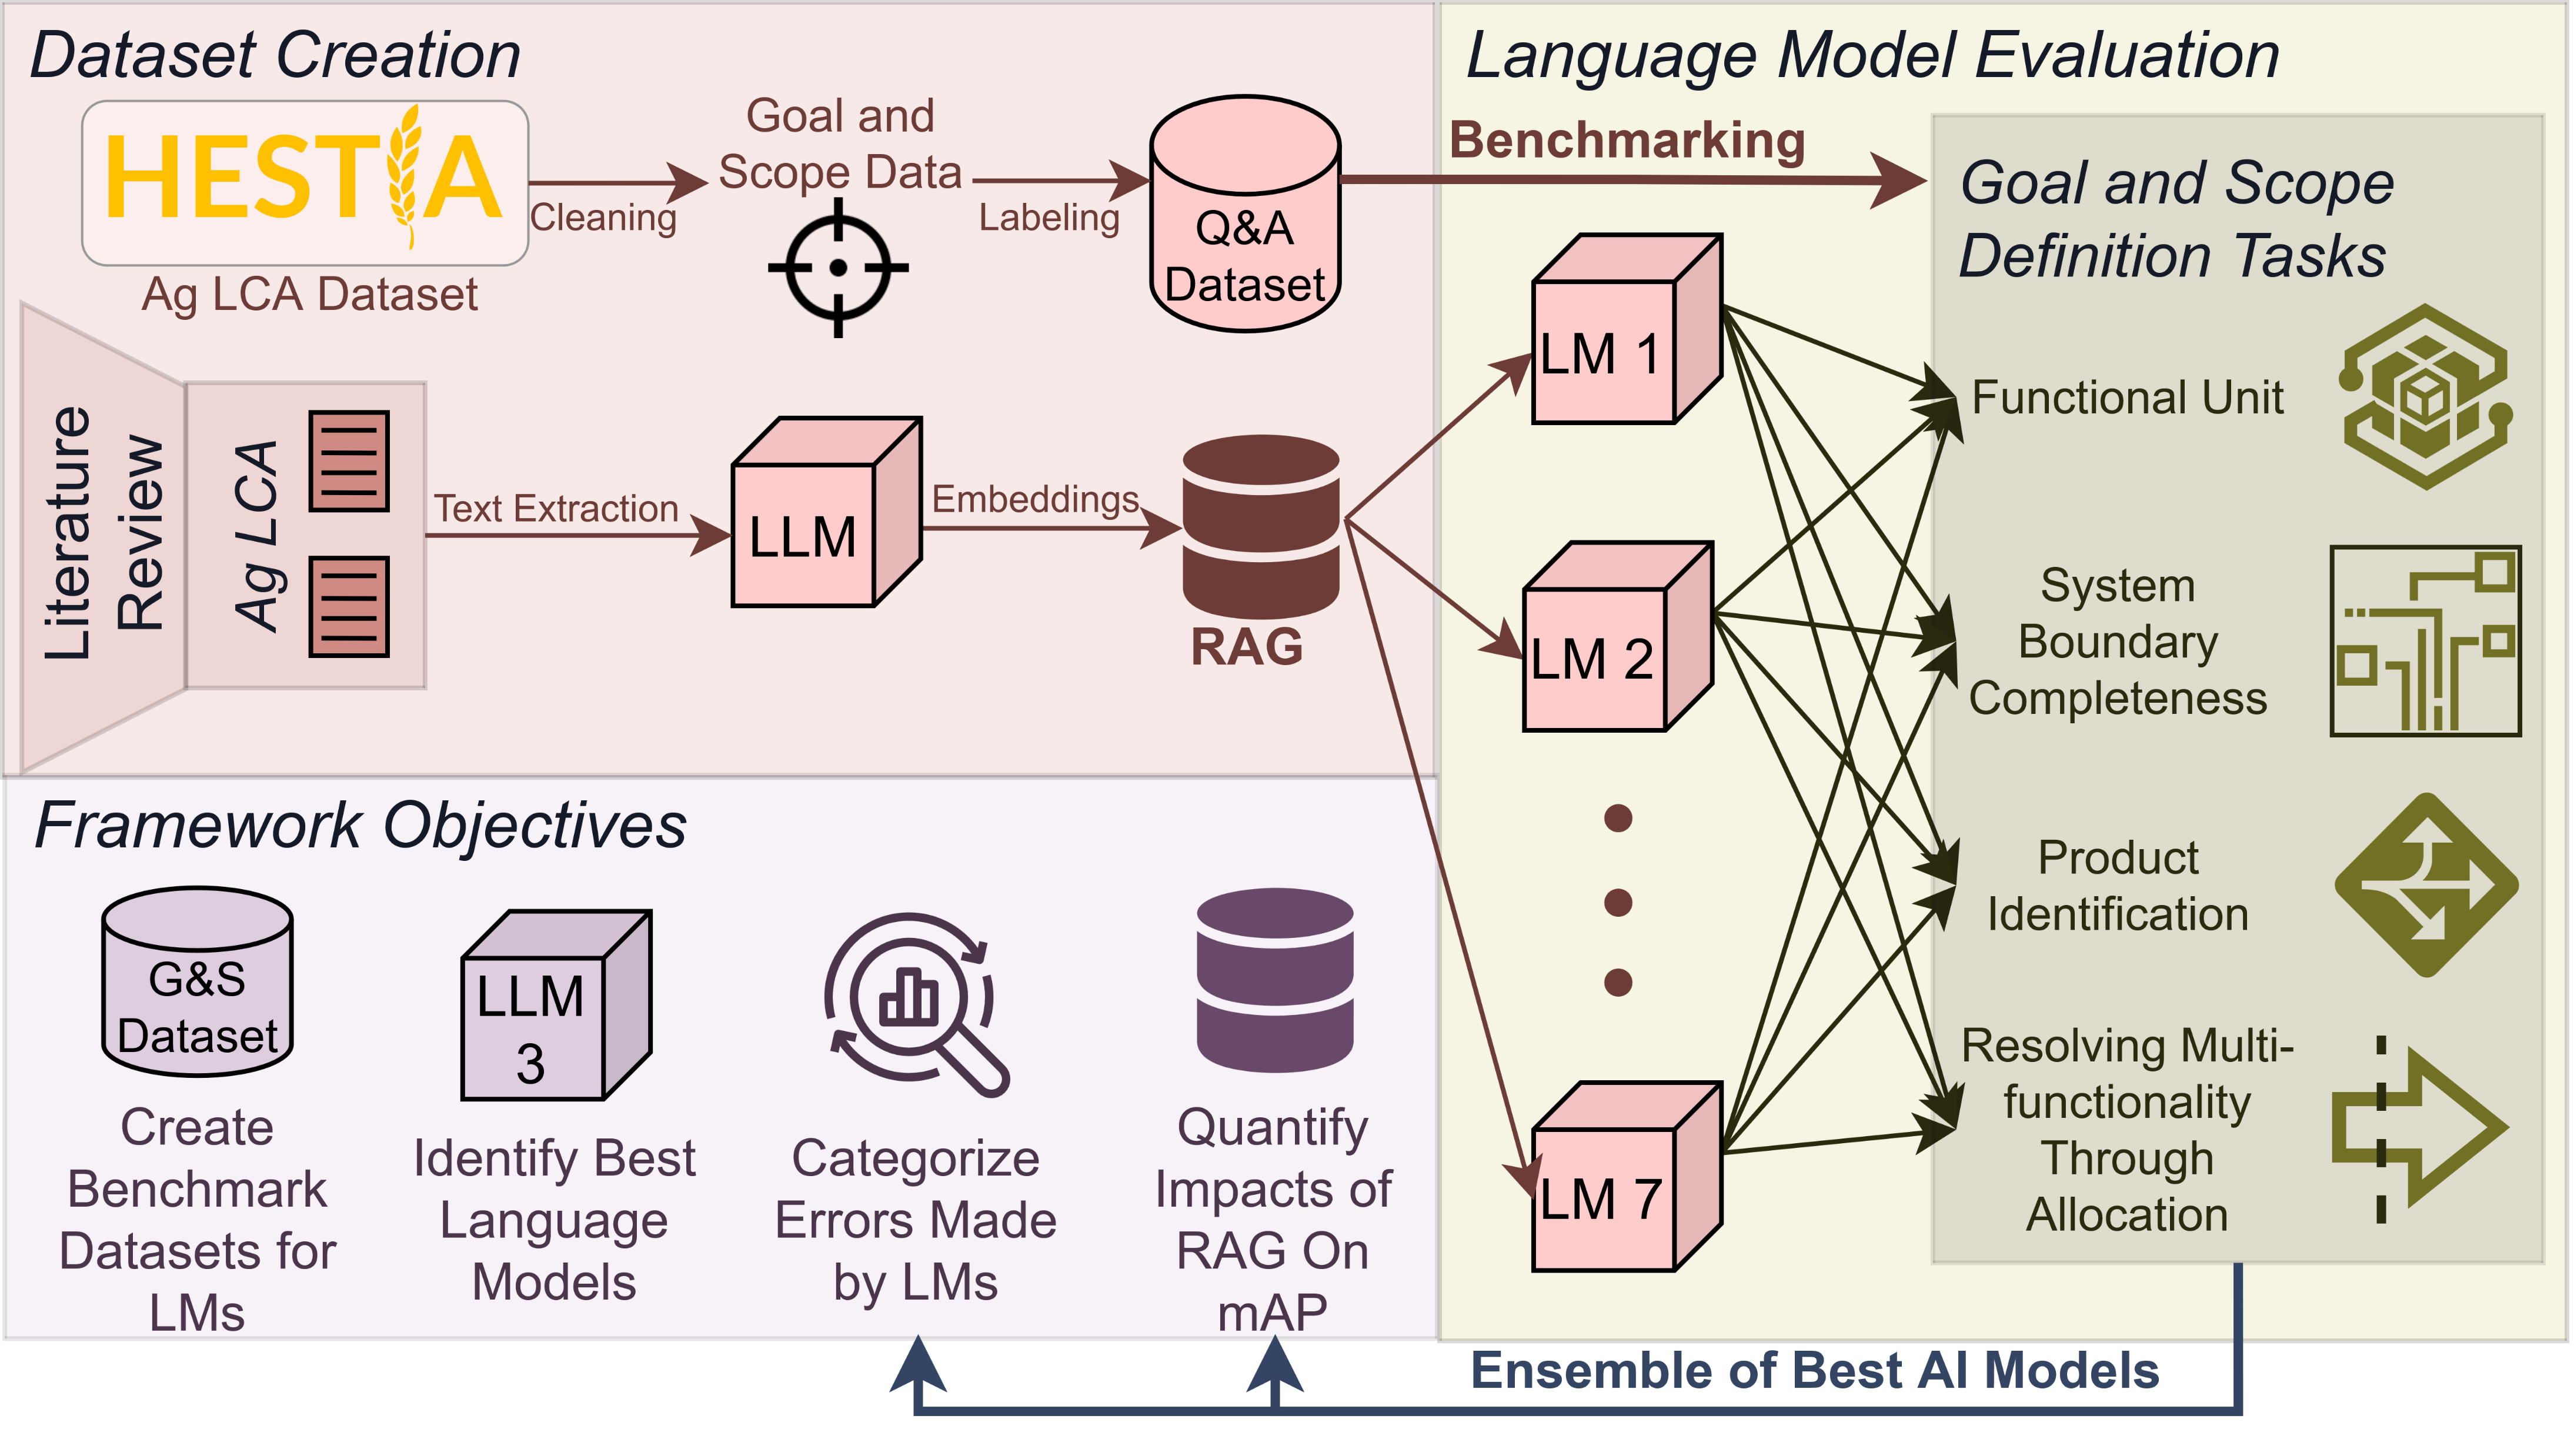 Dataset Creation
HESTIA
Ag LCA Dataset
Cleaning
Goal and
Scope Data
Labeling
Q&A
Dataset
Literature
Review
Ag LCA
Text Extraction
LLM
Embeddings
RAG
Framework Objectives
G&S
Dataset
Create
Benchmark
Datasets for
LMs
LLM
3
Identify Best
Language
Models
Categorize
Errors Made
by LMs
Quantify
Impacts of
RAG On
mAP
Language Model Evaluation
Benchmarking
LM 1
LM 2
LM 7
Goal and Scope
Definition Tasks
Functional Unit
System
Boundary
Completeness
Product
Identification
Resolving Multi-
functionality
Through
Allocation
Ensemble of Best AI Models